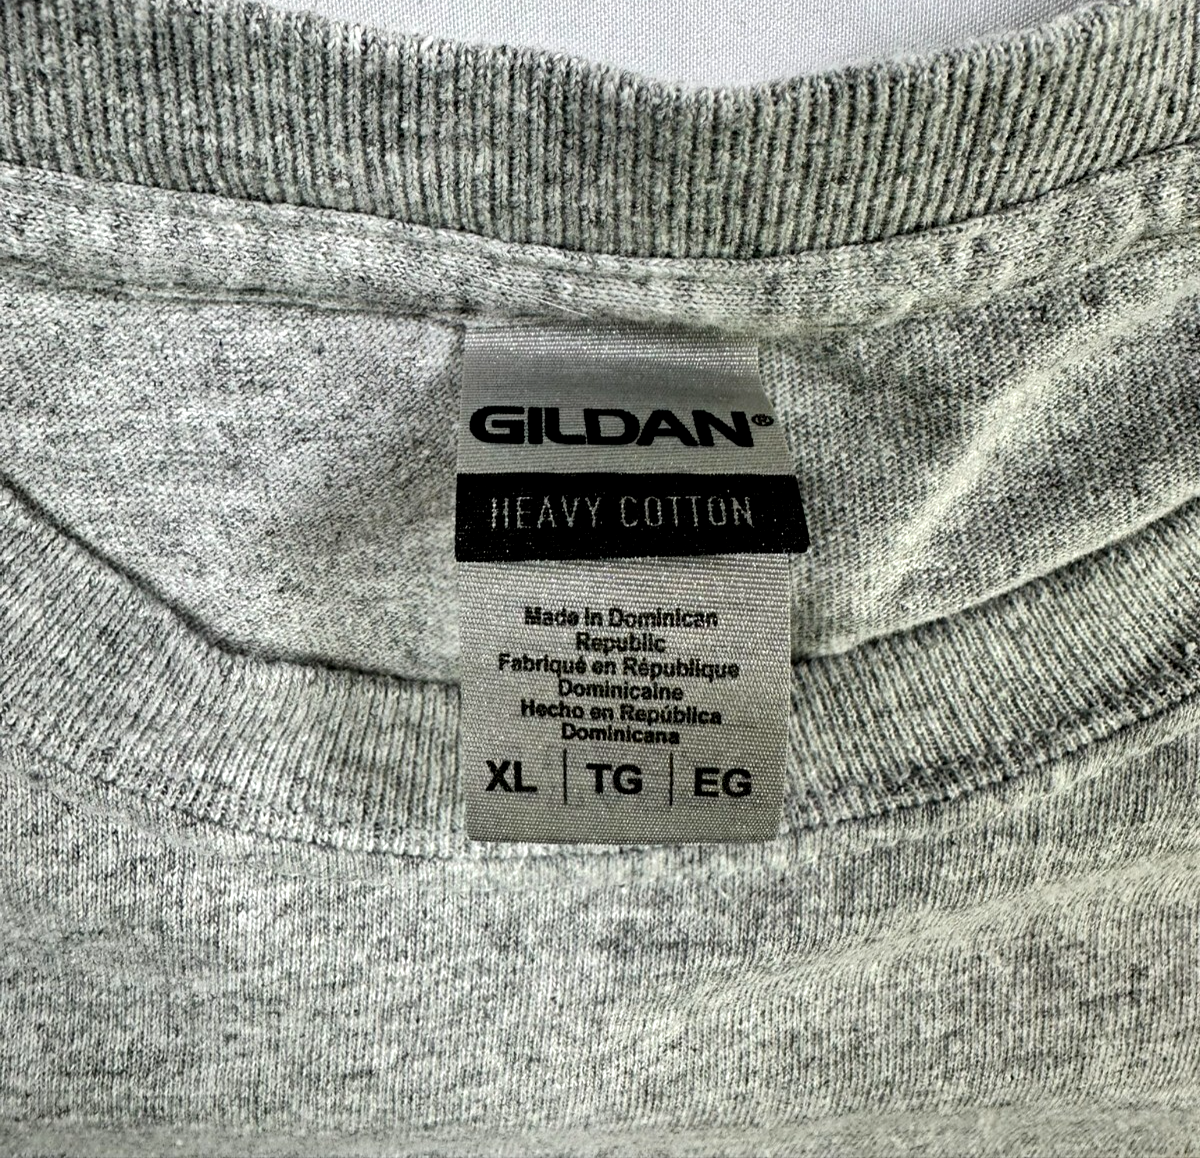 GILDAN®
HEAVY COTTON
Made in Dominican
Republic
Fabriqué en République
Dominicaine
Hecho en República
Dominicana
XL | TG | EG